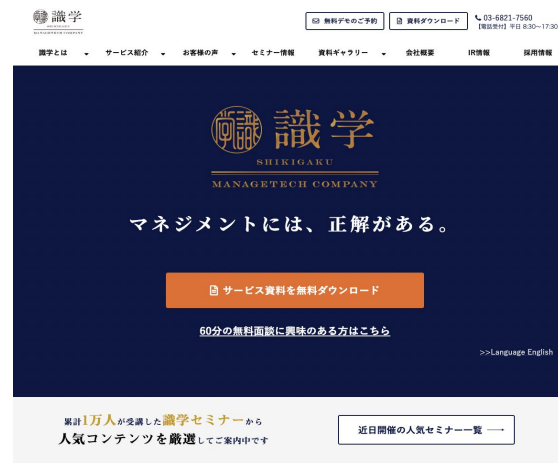 識学
MANAGETECH COMPANY
無料デモのご予約
資料ダウンロード
03-6821-7560
【電話受付】平日 8:30〜17:30
識学とは
サービス紹介
お客様の声
セミナー情報
資料ギャラリー
会社概要
IR情報
採用情報
識学
SHIKIGAKU
MANAGETECH COMPANY
マネジメントには、正解がある。
サービス資料を無料ダウンロード
60分の無料面談に興味のある方はこちら
>>Language English
累計1万人が受講した識学セミナーから
人気コンテンツを厳選してご案内中です
近日開催の人気セミナー一覧